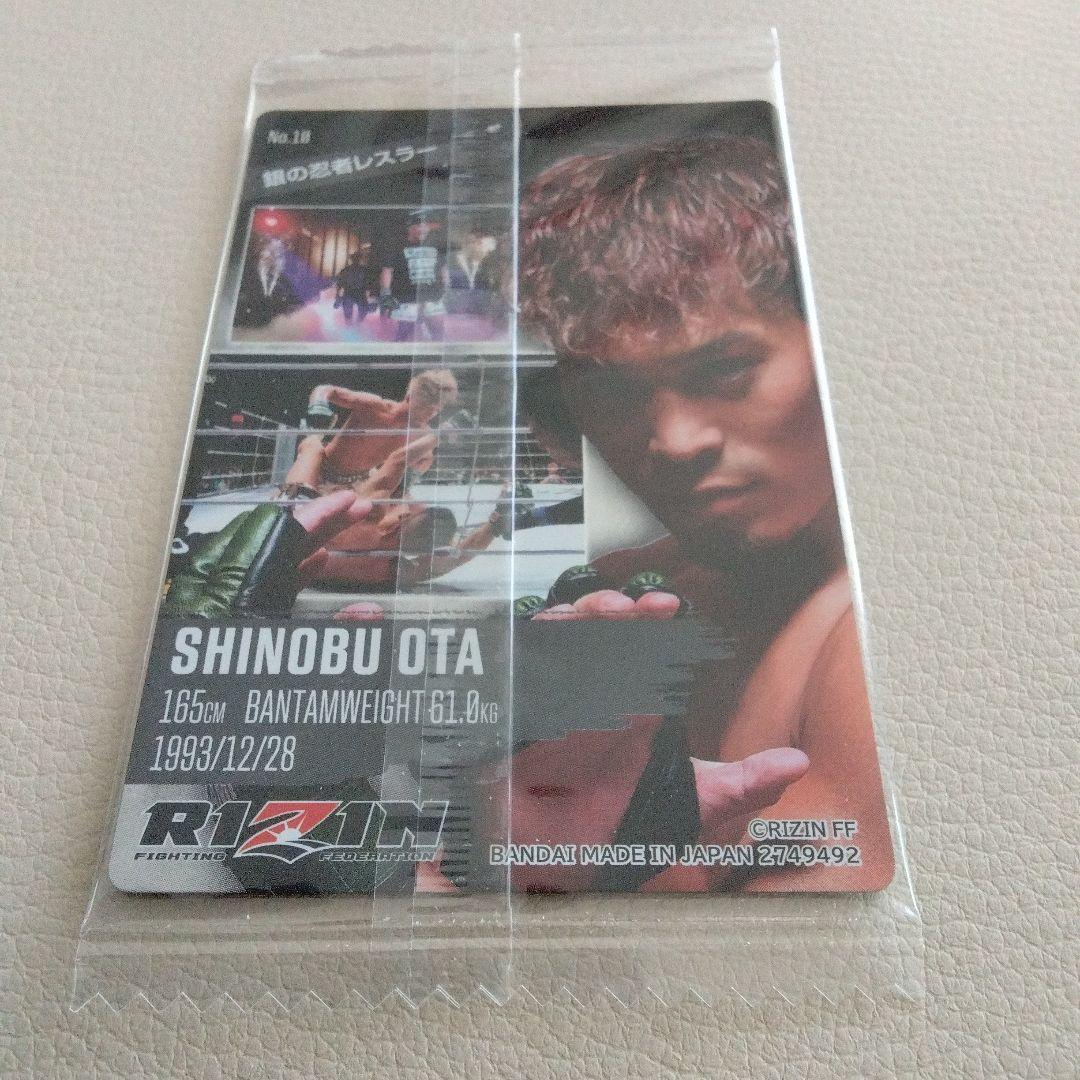 No.18
銀の忍者レスラー
SHINOBU OTA
165CM BANTAMWEIGHT 61.0KG
1993/12/28
RIZIN
FIGHTING FEDERATION
©RIZIN FF
BANDAI MADE IN JAPAN 2749492